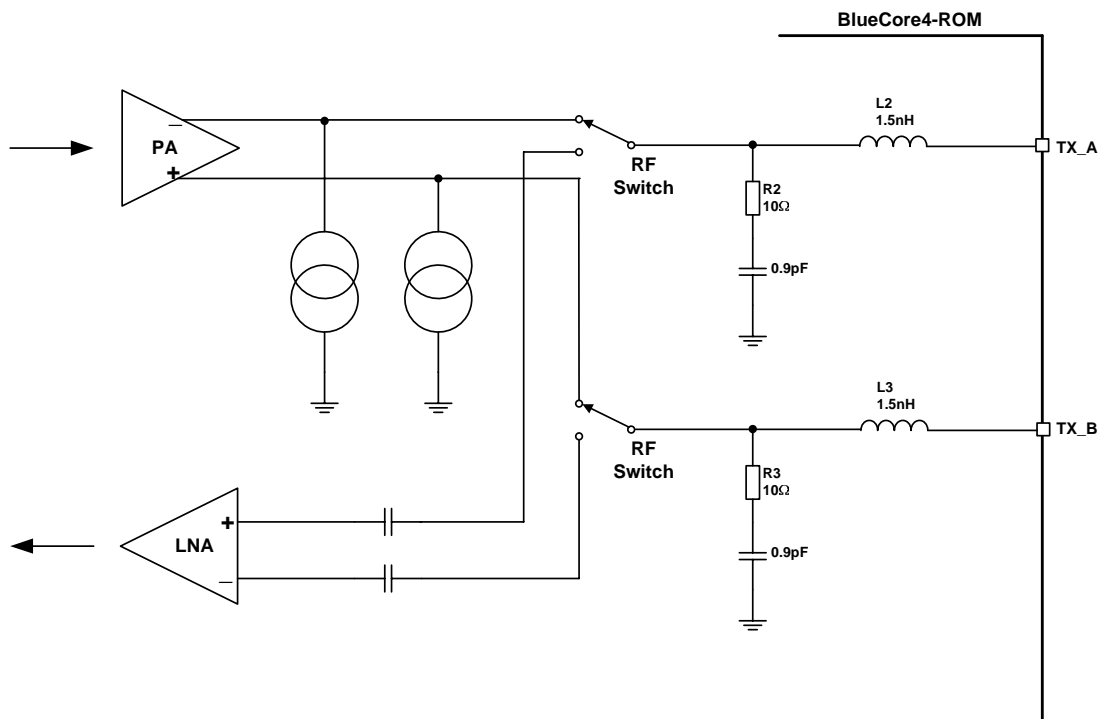 BlueCore4-ROM
L2
1.5nH
−
PA
+
TX_A
RF
Switch
R2
10Ω
0.9pF
L3
1.5nH
TX_B
RF
Switch
R3
10Ω
+
LNA
−
0.9pF